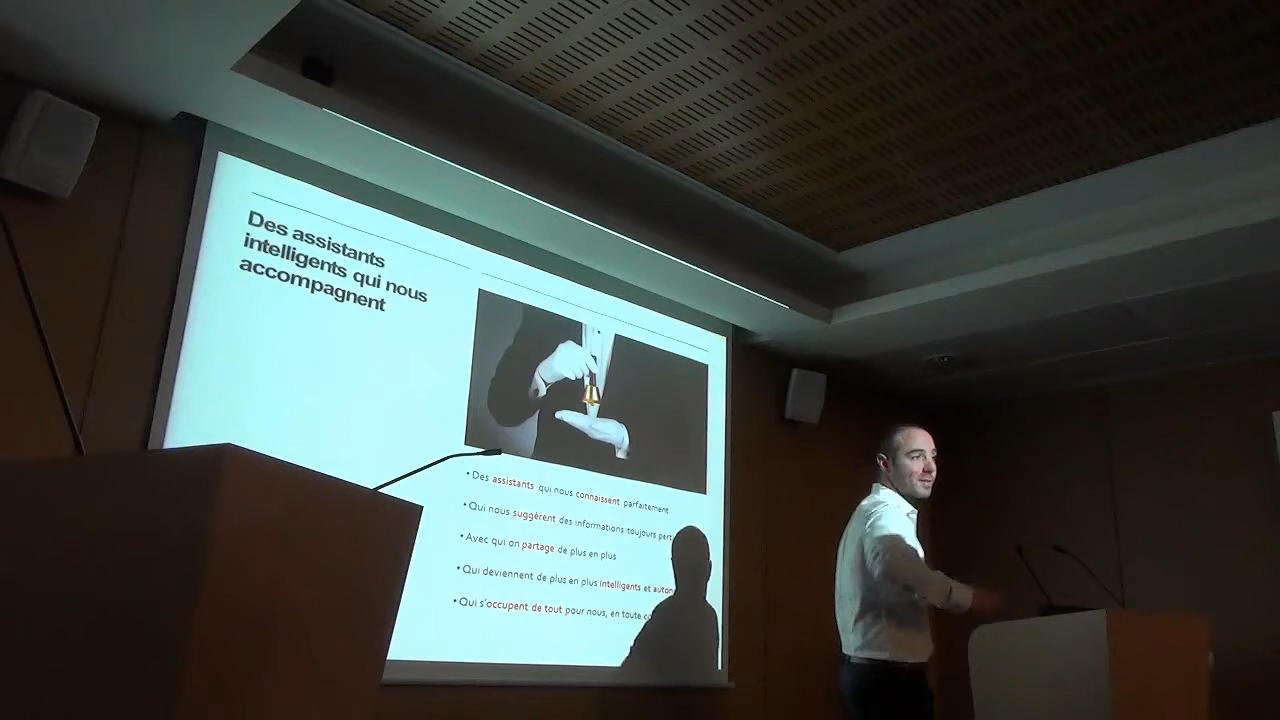 Des assistants
intelligents qui nous
accompagnent
• Des assistants qui nous connaissent parfaitement
• Qui nous suggèrent des informations toujours
• Avec qui on partage de plus en plus
• Qui deviennent de plus en plus intelligents et
• Qui s'occupent de tout pour nous, en toute